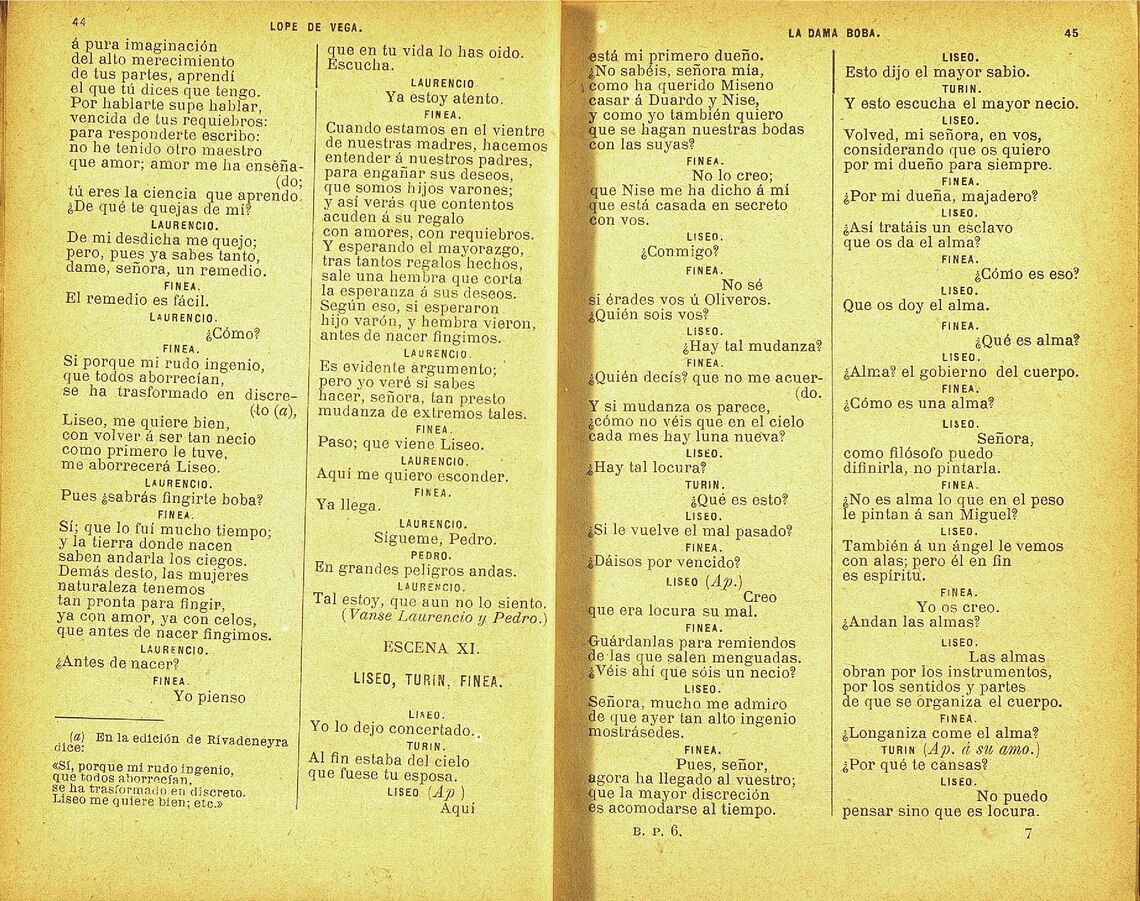 44
LOPE DE VEGA.
á pura imaginación
del alto merecimiento
de tus partes, aprendí
el que tú dices que tengo.
Por hablarte supe hablar,
vencida de tus requiebros:
para responderte escribo:
no he tenido otro maestro
que amor; amor me ha enseña-
(do;
tú eres la ciencia que aprendo.
¿De qué te quejas de mí?
LAURENCIO.
De mi desdicha me quejo;
pero, pues ya sabes tanto,
dame, señora, un remedio.
FINEA.
El remedio es fácil.
LAURENCIO.
¿Cómo?
FINEA.
Si porque mi rudo ingenio,
que todos aborrecían,
se ha trasformado en discre-
(to (a),
Liseo, me quiere bien,
con volver á ser tan necio
como primero le tuve,
me aborrecerá Liseo.
LAURENCIO.
Pues ¿sabrás fingirte boba?
FINEA.
Sí; que lo fuí mucho tiempo;
y la tierra donde nacen
saben andarla los ciegos.
Demás desto, las mujeres
naturaleza tenemos
tan pronta para fingir,
ya con amor, ya con celos,
que antes de nacer fingimos.
LAURENCIO.
¿Antes de nacer?
FINEA.
Yo pienso
(a) En la edición de Rivadeneyra
dice:
«Sí, porque mi rudo ingenio,
que todos aborrecían,
se ha trasformado en discreto.
Liseo me quiere bien; etc.»
que en tu vida lo has oido.
Escucha.
LAURENCIO
Ya estoy atento.
FINEA.
Cuando estamos en el vientre
de nuestras madres, hacemos
entender á nuestros padres,
para engañar sus deseos,
que somos hijos varones;
y así verás que contentos
acuden á su regalo
con amores, con requiebros.
Y esperando el mayorazgo,
tras tantos regalos hechos,
sale una hembra que corta
la esperanza á sus deseos.
Según eso, si esperaron
hijo varón, y hembra vieron,
antes de nacer fingimos.
LAURENCIO.
Es evidente argumento;
pero yo veré si sabes
hacer, señora, tan presto
mudanza de extremos tales.
FINEA.
Paso; que viene Liseo.
LAURENCIO.
Aquí me quiero esconder.
FINEA.
Ya llega.
LAURENCIO.
Sígueme, Pedro.
PEDRO.
En grandes peligros andas.
LAURENCIO.
Tal estoy, que aun no lo siento.
(Vanse Laurencio y Pedro.)
ESCENA XI.
LISEO, TURIN, FINEA.
LISEO.
Yo lo dejo concertado.
TURIN.
Al fin estaba del cielo
que fuese tu esposa.
LISEO (Ap.)
Aquí
LA DAMA BOBA.
45
está mi primero dueño.
¿No sabéis, señora mía,
como ha querido Miseno
casar á Duardo y Nise,
y como yo también quiero
que se hagan nuestras bodas
con las suyas?
FINEA.
No lo creo;
que Nise me ha dicho á mí
que está casada en secreto
con vos.
LISEO.
¿Conmigo?
FINEA.
No sé
si érades vos ú Oliveros.
¿Quién sois vos?
LISEO.
¿Hay tal mudanza?
FINEA.
¿Quién decís? que no me acuer-
(do.
Y si mudanza os parece,
¿cómo no véis que en el cielo
cada mes hay luna nueva?
LISEO.
¿Hay tal locura?
TURIN.
¿Qué es esto?
LISEO.
¿Si le vuelve el mal pasado?
FINEA.
¿Dáisos por vencido?
LISEO (Ap.)
Creo
que era locura su mal.
FINEA.
Guárdanlas para remiendos
de las que salen menguadas.
¿Véis ahí que sóis un necio?
LISEO.
Señora, mucho me admiro
de que ayer tan alto ingenio
mostrásedes.
FINEA.
Pues, señor,
agora ha llegado al vuestro;
que la mayor discreción
es acomodarse al tiempo.
B. P. 6.
LISEO.
Esto dijo el mayor sabio.
TURIN.
Y esto escucha el mayor necio.
LISEO.
Volved, mi señora, en vos,
considerando que os quiero
por mi dueño para siempre.
FINEA.
¿Por mi dueña, majadero?
LISEO.
¿Así tratáis un esclavo
que os da el alma?
FINEA.
¿Cómo es eso?
LISEO.
Que os doy el alma.
FINEA.
¿Qué es alma?
LISEO.
¿Alma? el gobierno del cuerpo.
FINEA.
¿Cómo es una alma?
LISEO.
Señora,
como filósofo puedo
difinirla, no pintarla.
FINEA.
¿No es alma lo que en el peso
le pintan á san Miguel?
LISEO.
También á un ángel le vemos
con alas; pero él en fin
es espíritu.
FINEA.
Yo os creo.
¿Andan las almas?
LISEO.
Las almas
obran por los instrumentos,
por los sentidos y partes
de que se organiza el cuerpo.
FINEA.
¿Longaniza come el alma?
TURIN (Ap. á su amo.)
¿Por qué te cansas?
LISEO.
No puedo
pensar sino que es locura.
7